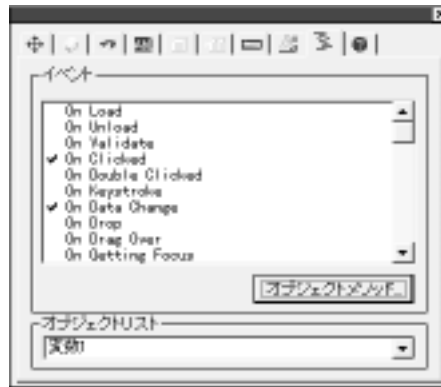 イベント
On Load
On Unload
On Validate
On Clicked
On Double Clicked
On Keystroke
On Data Change
On Drop
On Drag Over
On Getting Focus
オブジェクトメソッド...
オブジェクトリスト
変数1